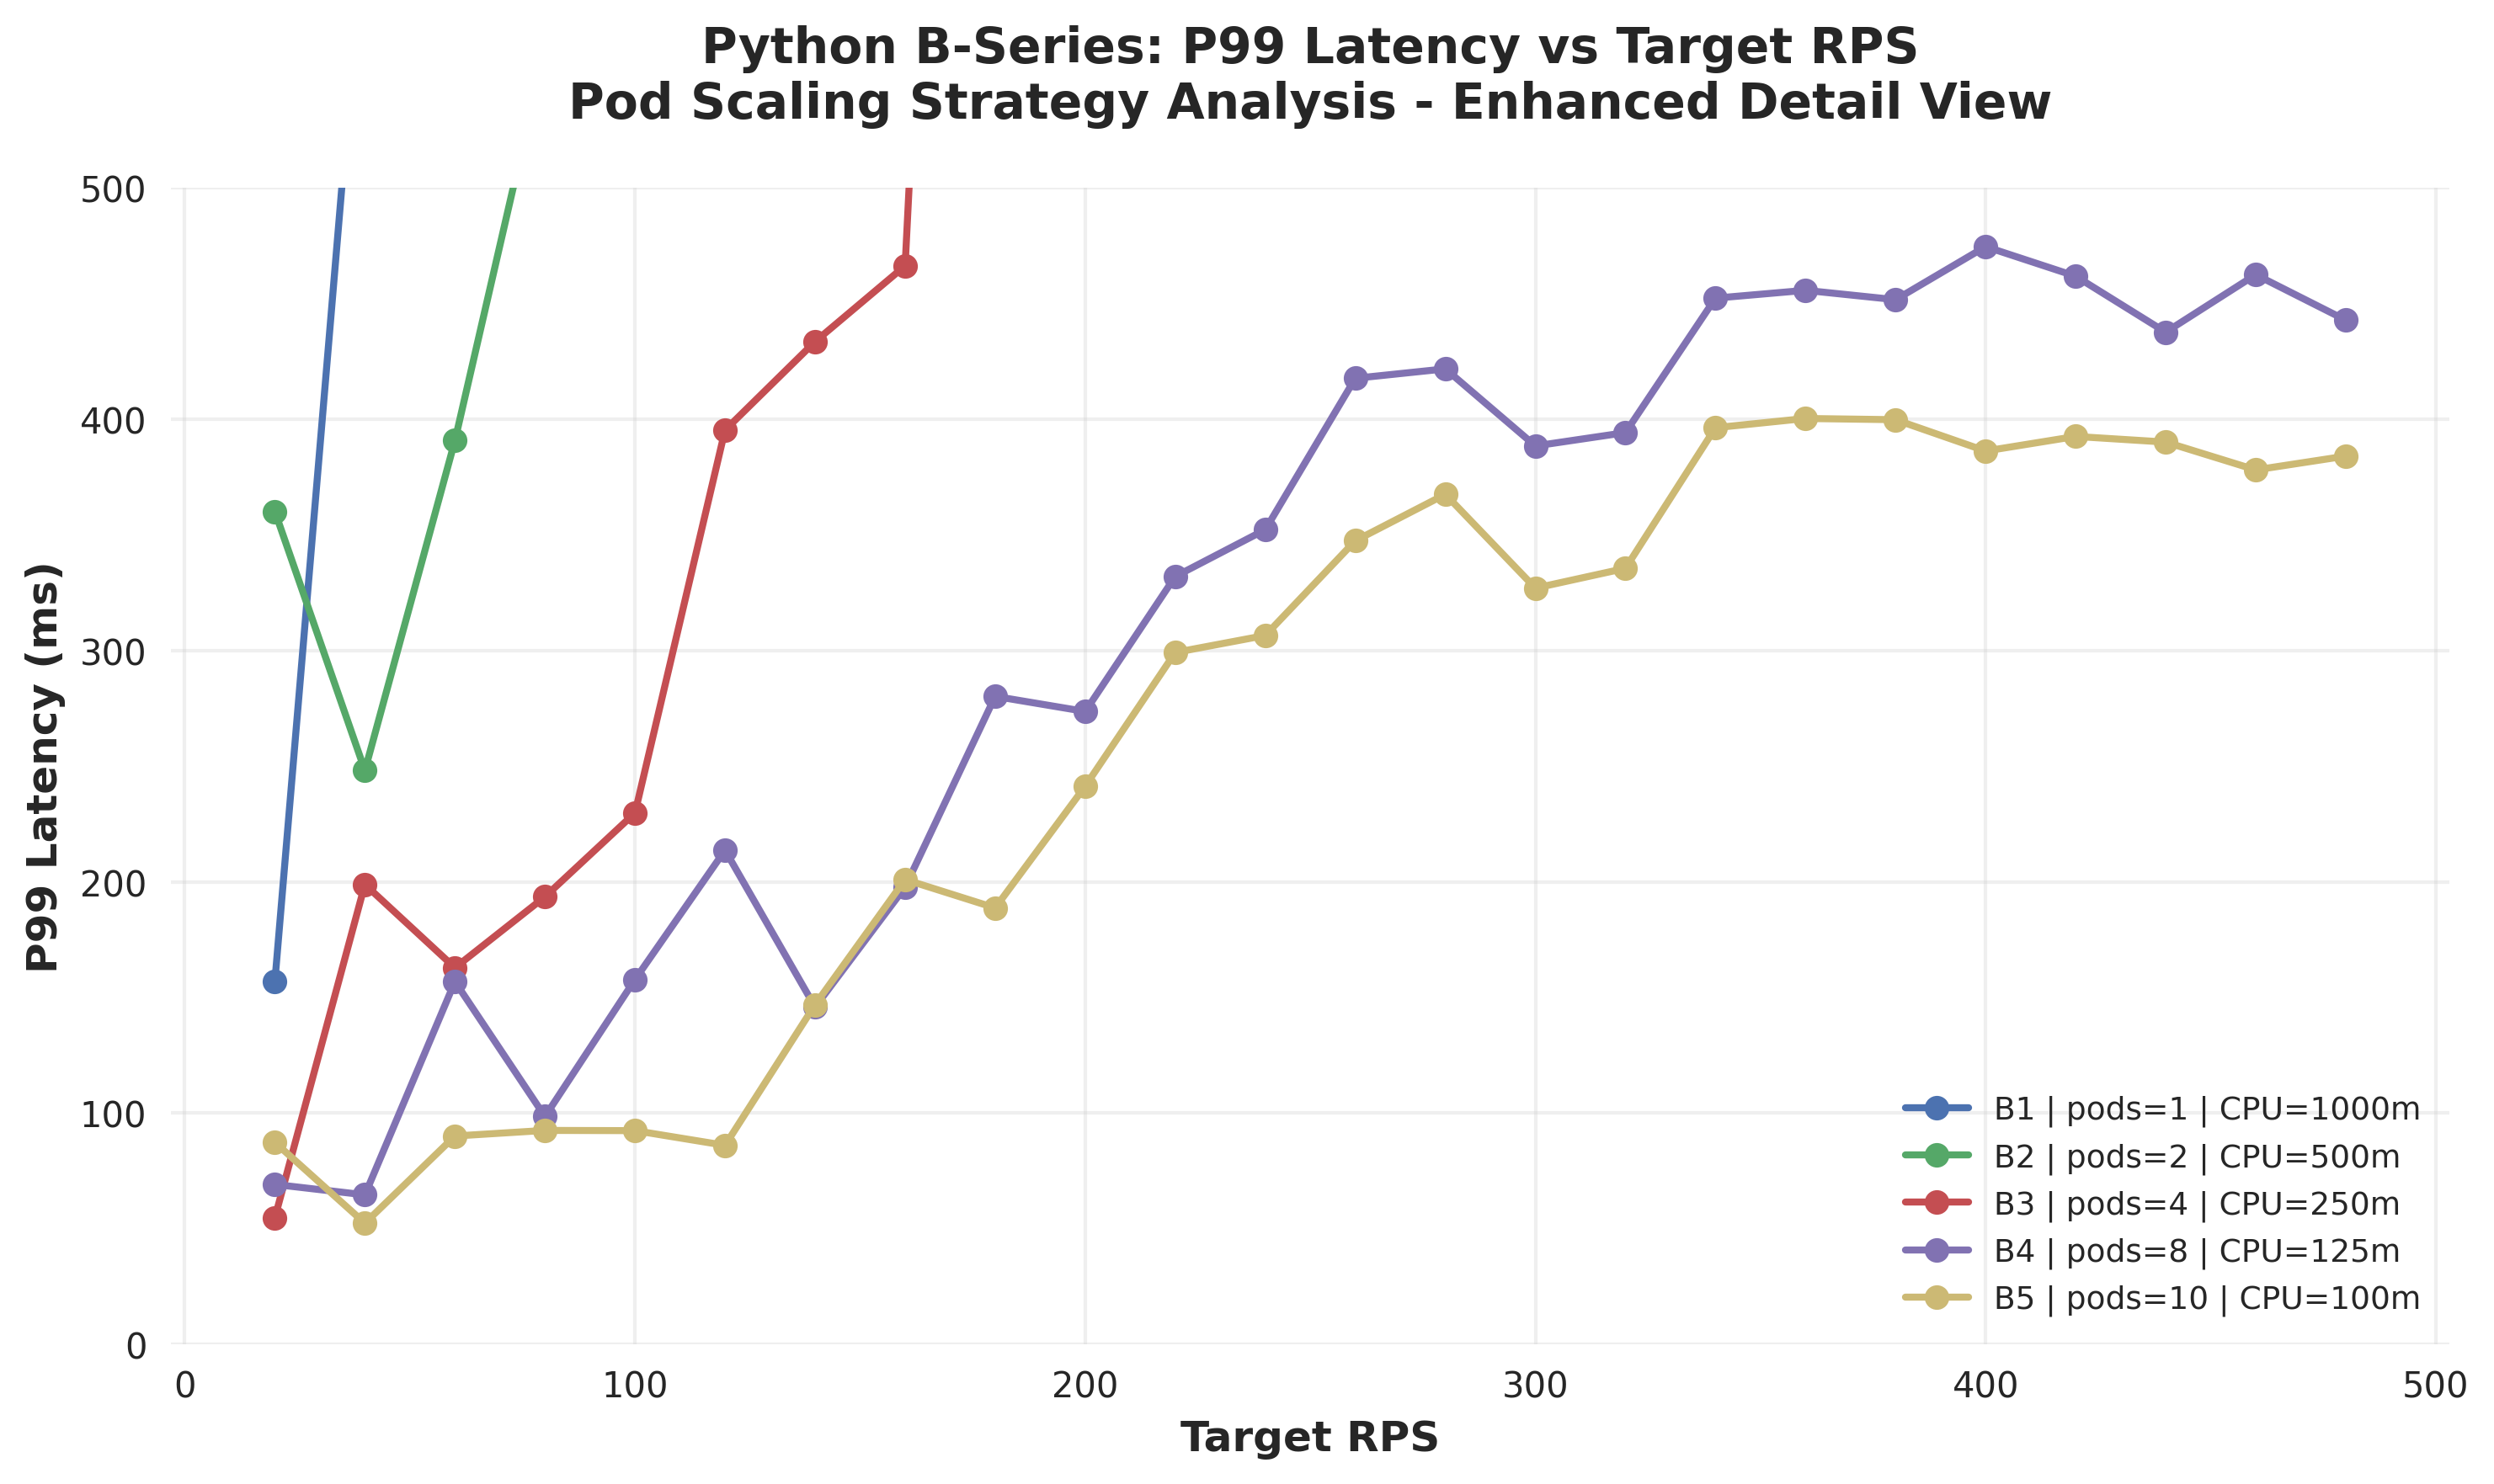 Python B-Series: P99 Latency vs Target RPS
Pod Scaling Strategy Analysis - Enhanced Detail View
P99 Latency (ms)
500
400
300
200
100
0
0
100
200
300
400
500
Target RPS
B1 | pods=1 | CPU=1000m
B2 | pods=2 | CPU=500m
B3 | pods=4 | CPU=250m
B4 | pods=8 | CPU=125m
B5 | pods=10 | CPU=100m